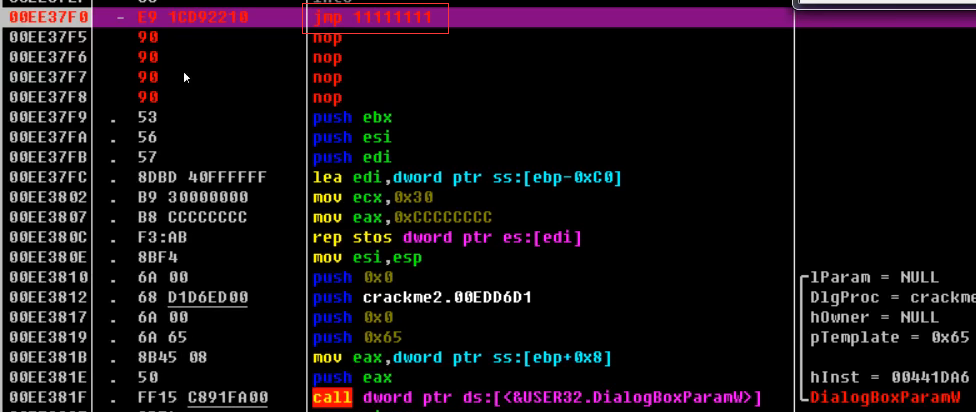 00EE37F0 - E9 1CD92210 jmp 11111111
00EE37F5 90 nop
00EE37F6 90 nop
00EE37F7 90 nop
00EE37F8 90 nop
00EE37F9 . 53 push ebx
00EE37FA . 56 push esi
00EE37FB . 57 push edi
00EE37FC . 8DBD 40FFFFFF lea edi,dword ptr ss:[ebp-0xC0]
00EE3802 . B9 30000000 mov ecx,0x30
00EE3807 . B8 CCCCCCCC mov eax,0xCCCCCCCC
00EE380C . F3:AB rep stos dword ptr es:[edi]
00EE380E . 8BF4 mov esi,esp
00EE3810 . 6A 00 push 0x0 lParam = NULL
00EE3812 . 68 D1D6ED00 push crackme2.00EDD6D1 DlgProc = crackme
00EE3817 . 6A 00 push 0x0 hOwner = NULL
00EE3819 . 6A 65 push 0x65 pTemplate = 0x65
00EE381B . 8B45 08 mov eax,dword ptr ss:[ebp+0x8]
00EE381E . 50 push eax hInst = 00441DA6
00EE381F . FF15 C891FA00 call dword ptr ds:[<&USER32.DialogBoxParamW>] DialogBoxParamW